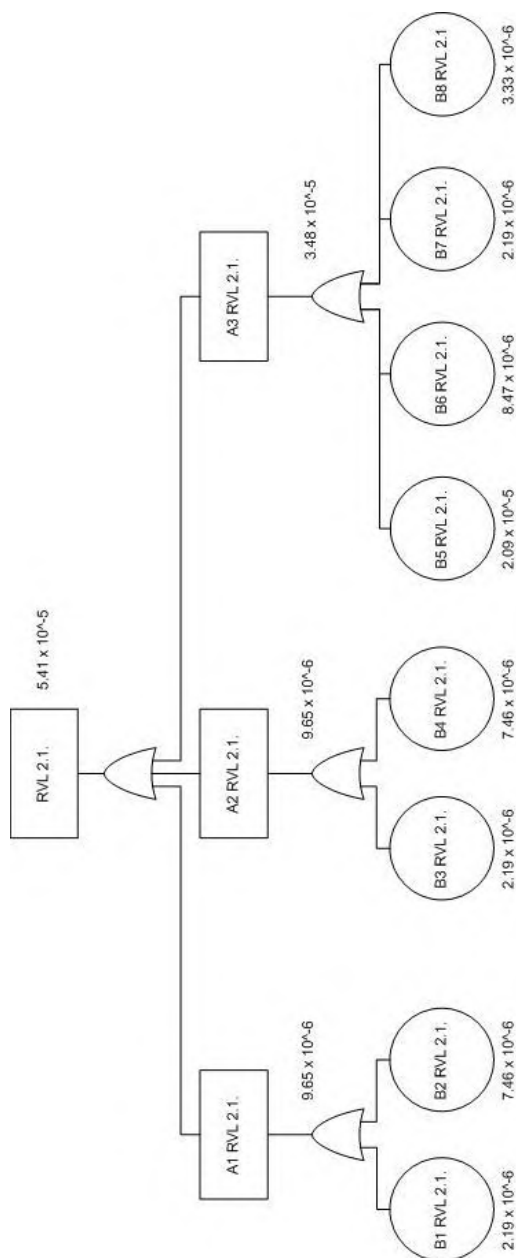 RVL 2.1.
5.41 x 10^-5
A1 RVL 2.1.
A2 RVL 2.1.
A3 RVL 2.1.
9.65 x 10^-6
9.65 x 10^-6
3.48 x 10^-5
B1 RVL 2.1.
B2 RVL 2.1.
B3 RVL 2.1.
B4 RVL 2.1.
B5 RVL 2.1.
B6 RVL 2.1.
B7 RVL 2.1.
B8 RVL 2.1
2.19 x 10^-6
7.46 x 10^-6
2.19 x 10^-6
7.46 x 10^-6
2.09 x 10^-5
8.47 x 10^-6
2.19 x 10^-6
3.33 x 10^-6